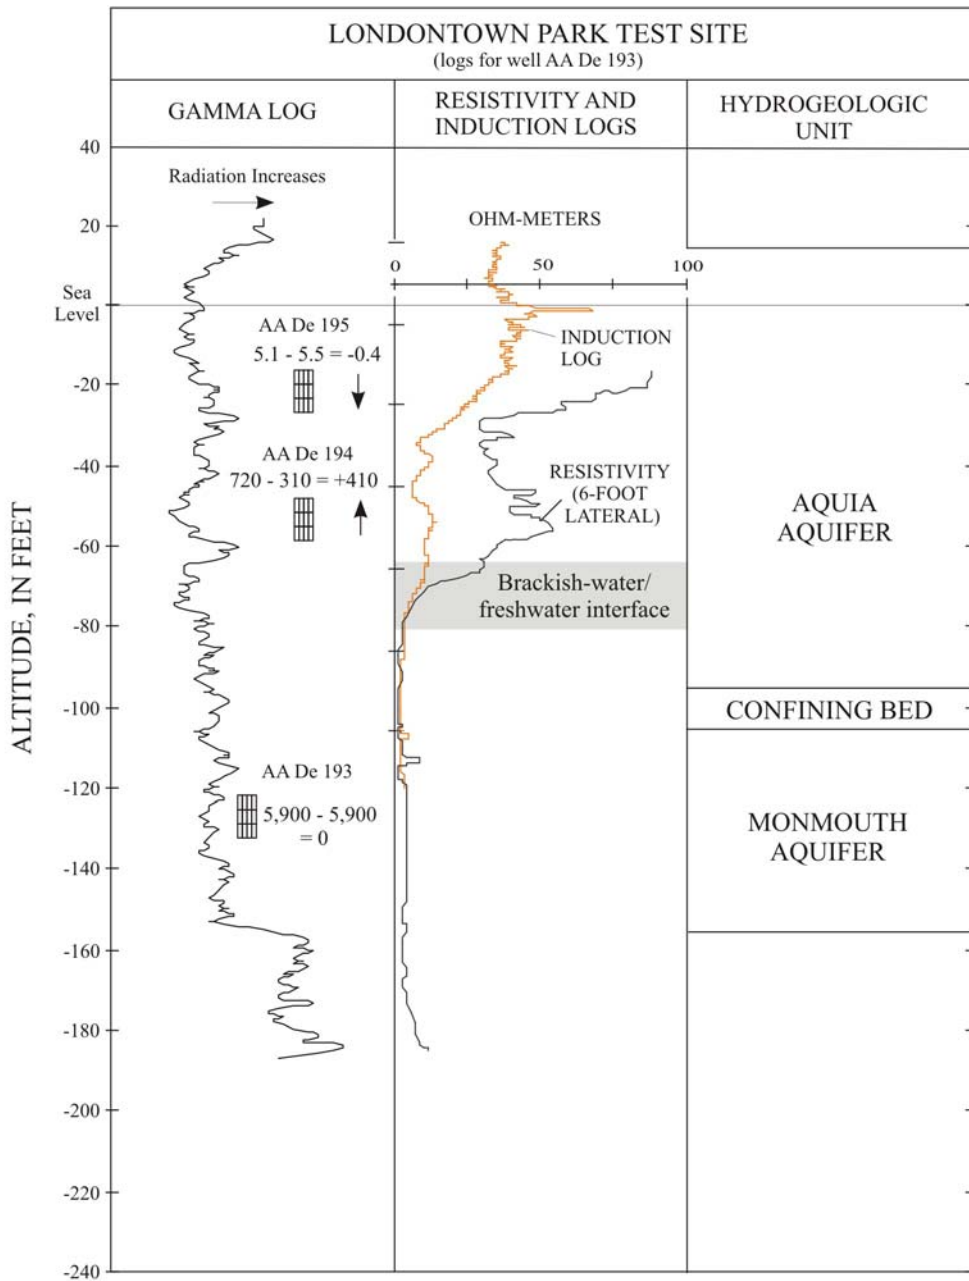 LONDONTOWN PARK TEST SITE
(logs for well AA De 193)
GAMMA LOG
RESISTIVITY AND
INDUCTION LOGS
HYDROGEOLOGIC
UNIT
ALTITUDE, IN FEET
40
20
Sea
Level
-20
-40
-60
-80
-100
-120
-140
-160
-180
-200
-220
-240
Radiation Increases
AA De 195
5.1 - 5.5 = -0.4
AA De 194
720 - 310 = +410
AA De 193
5,900 - 5,900
= 0
OHM-METERS
0
50
100
INDUCTION
LOG
RESISTIVITY
(6-FOOT
LATERAL)
Brackish-water/
freshwater interface
AQUIA
AQUIFER
CONFINING BED
MONMOUTH
AQUIFER